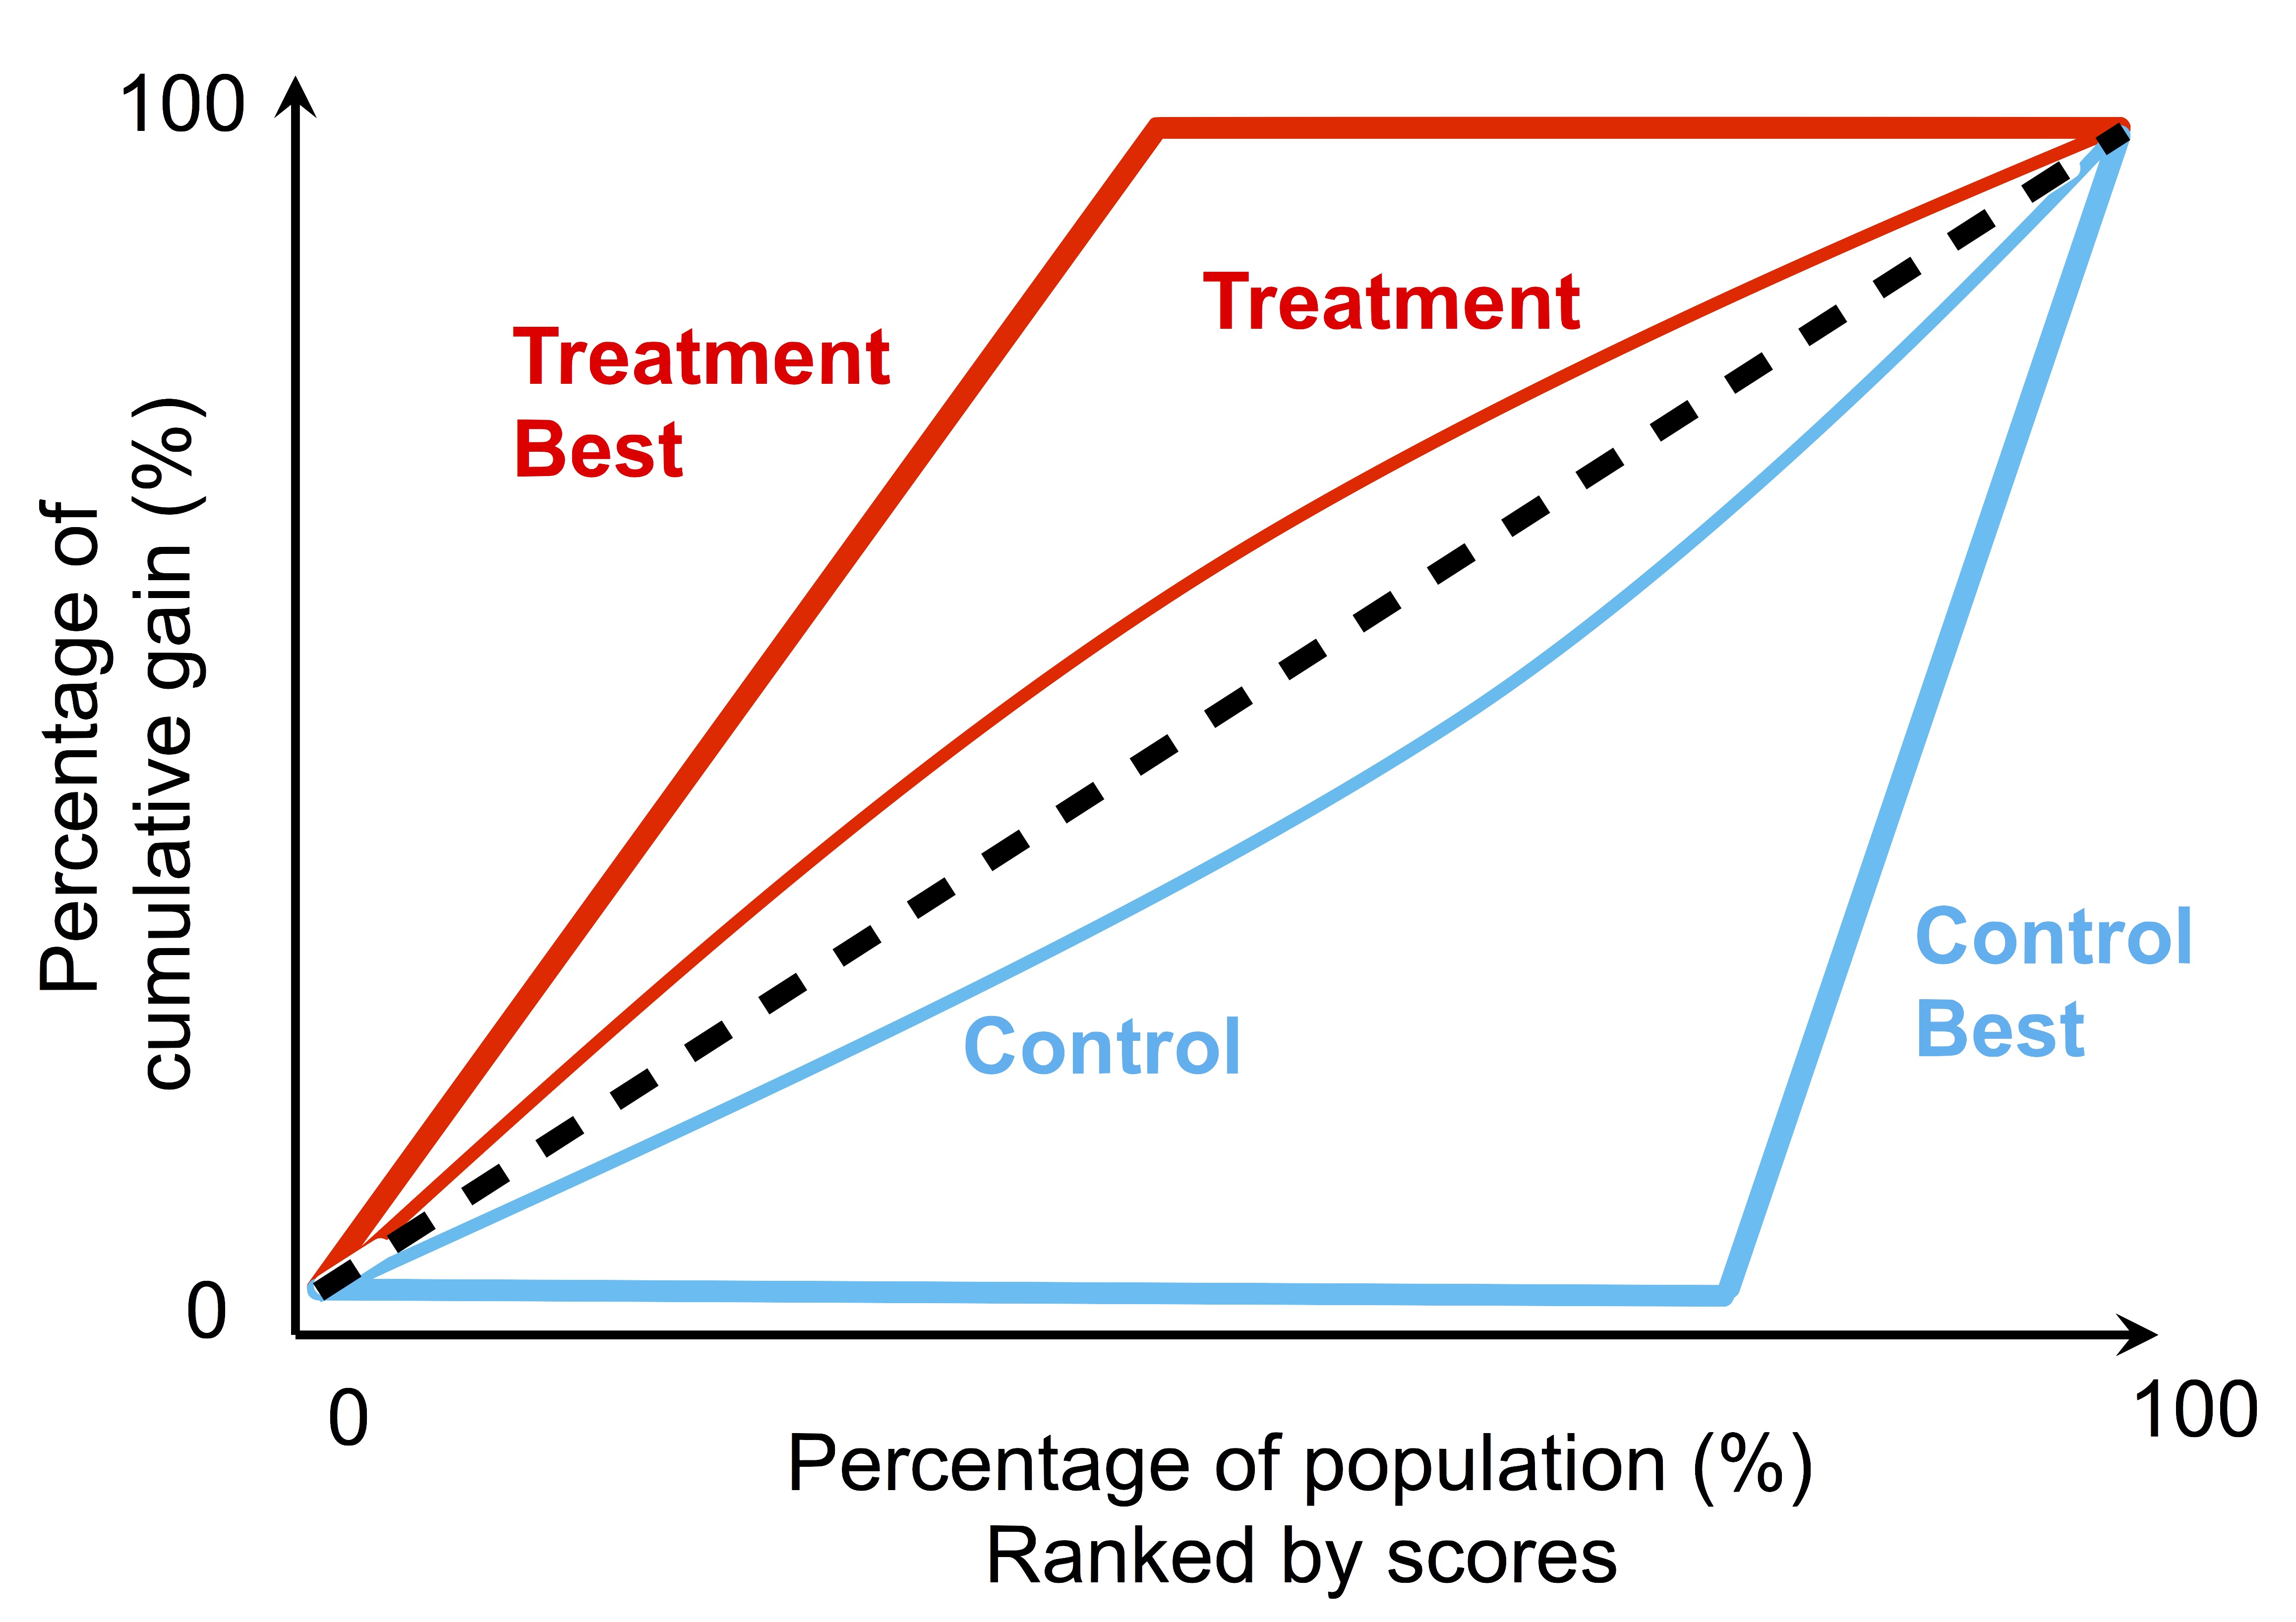 100
Treatment
Treatment
Best
Percentage of
cumulative gain (%)
Control
Best
Control
0
0
100
Percentage of population (%)
Ranked by scores